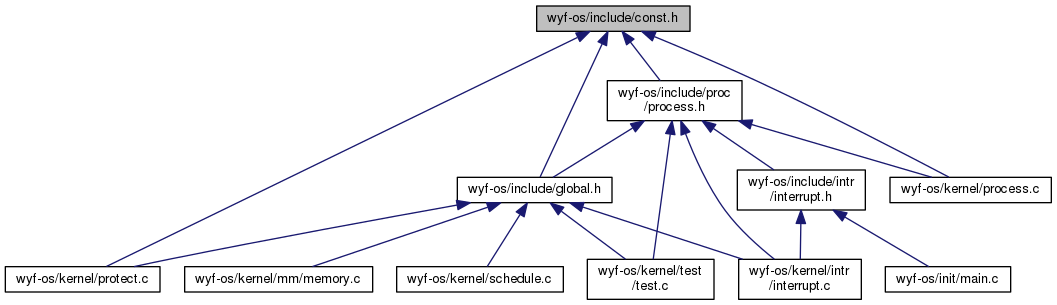 wyf-os/include/const.h
wyf-os/include/proc
/process.h
wyf-os/include/global.h
wyf-os/include/intr
/interrupt.h
wyf-os/kernel/process.c
wyf-os/kernel/protect.c
wyf-os/kernel/mm/memory.c
wyf-os/kernel/schedule.c
wyf-os/kernel/test
/test.c
wyf-os/kernel/intr
/interrupt.c
wyf-os/init/main.c